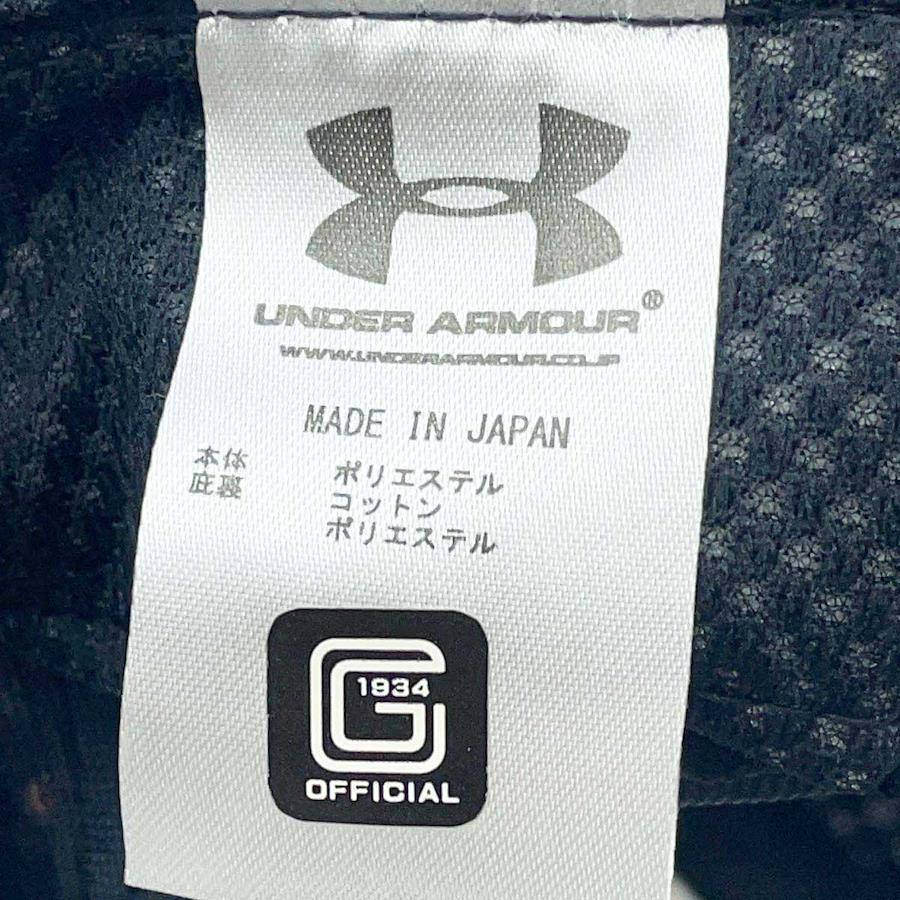 UNDER ARMOUR®
WWW.UNDERARMOUR.CO.JP
MADE IN JAPAN
本体 ポリエステル
庇裏 コットン
ポリエステル
G
1934
OFFICIAL